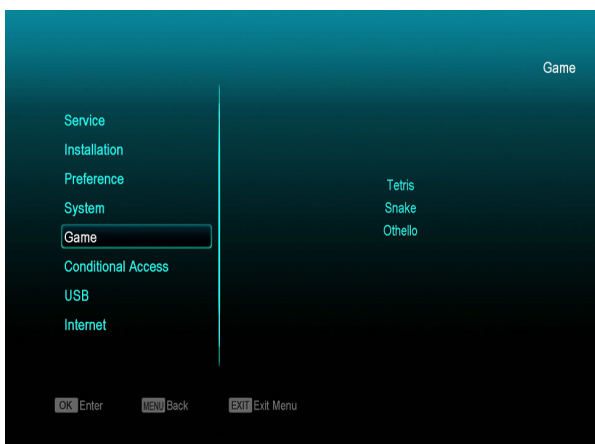 Game
Service
Installation
Preference
System
Game
Conditional Access
USB
Internet
Tetris
Snake
Othello
OK Enter MENU Back EXIT Exit Menu